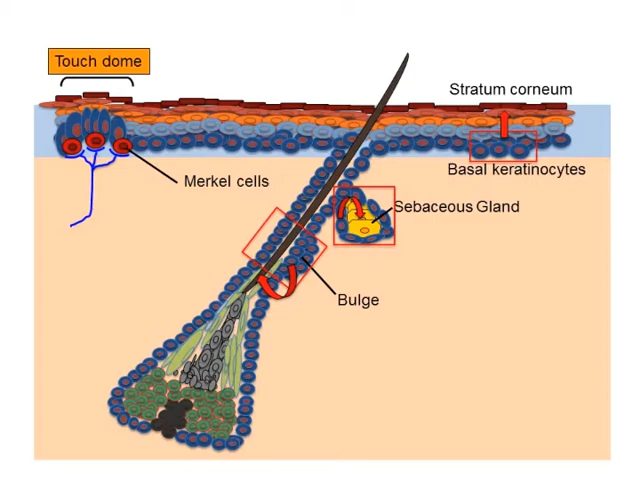 Touch dome
Stratum corneum
Basal keratinocytes
Merkel cells
Sebaceous Gland
Bulge